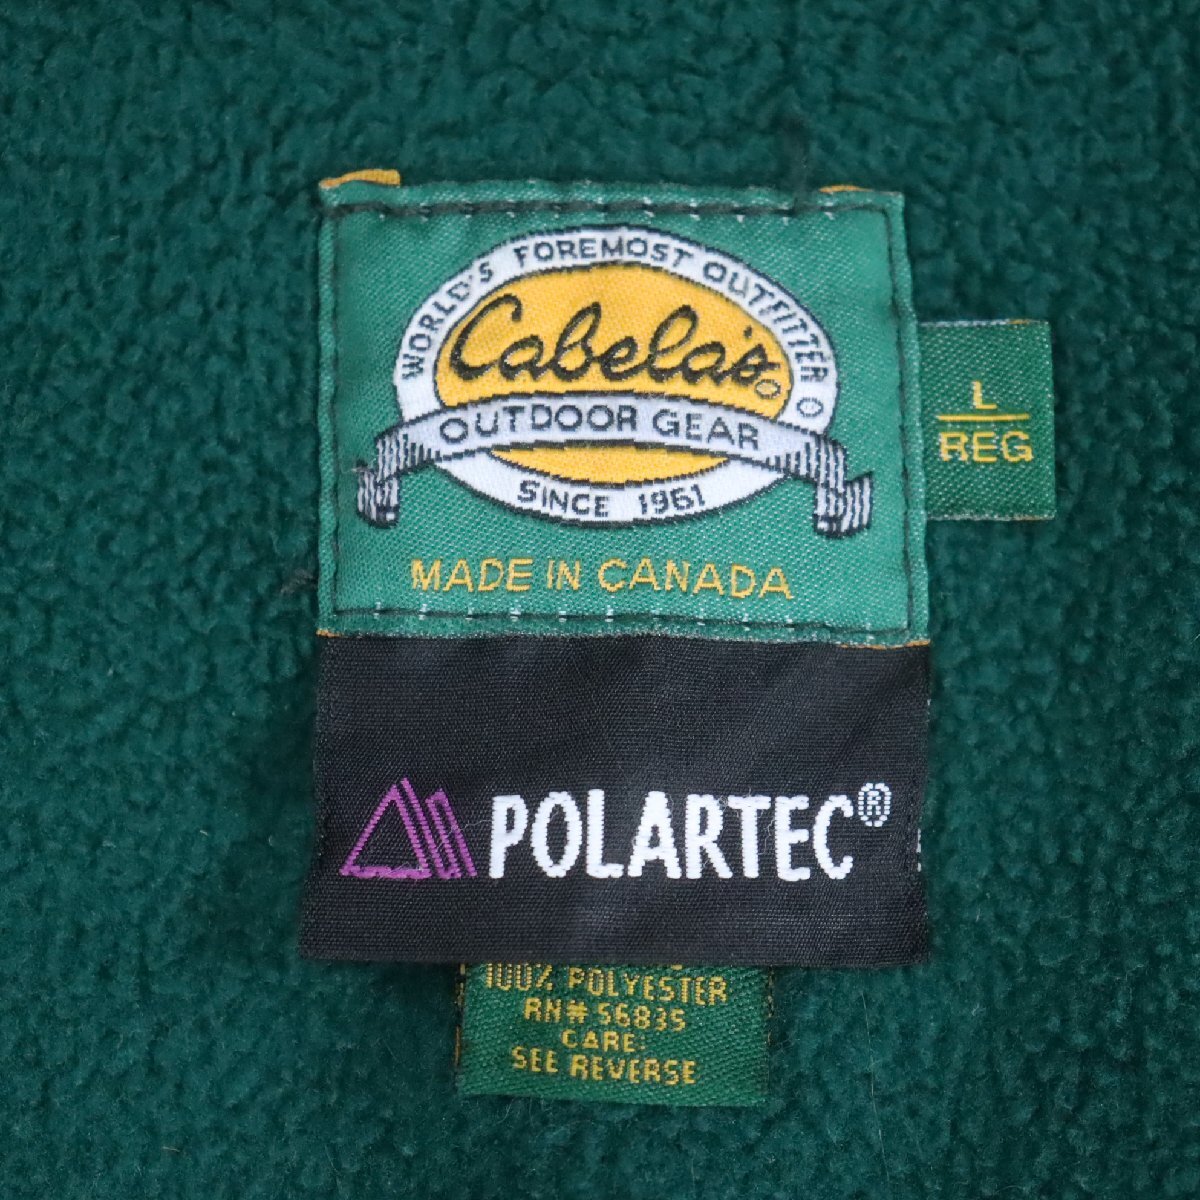 WORLD'S FOREMOST OUTFITTER
Cabela's
OUTDOOR GEAR
SINCE 1961
MADE IN CANADA
L
REG
POLARTEC®
100% POLYESTER
RN# 56835
CARE:
SEE REVERSE